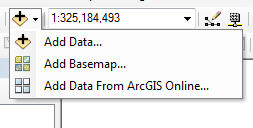 1:325,184,493
Add Data...
Add Basemap...
Add Data From ArcGIS Online...